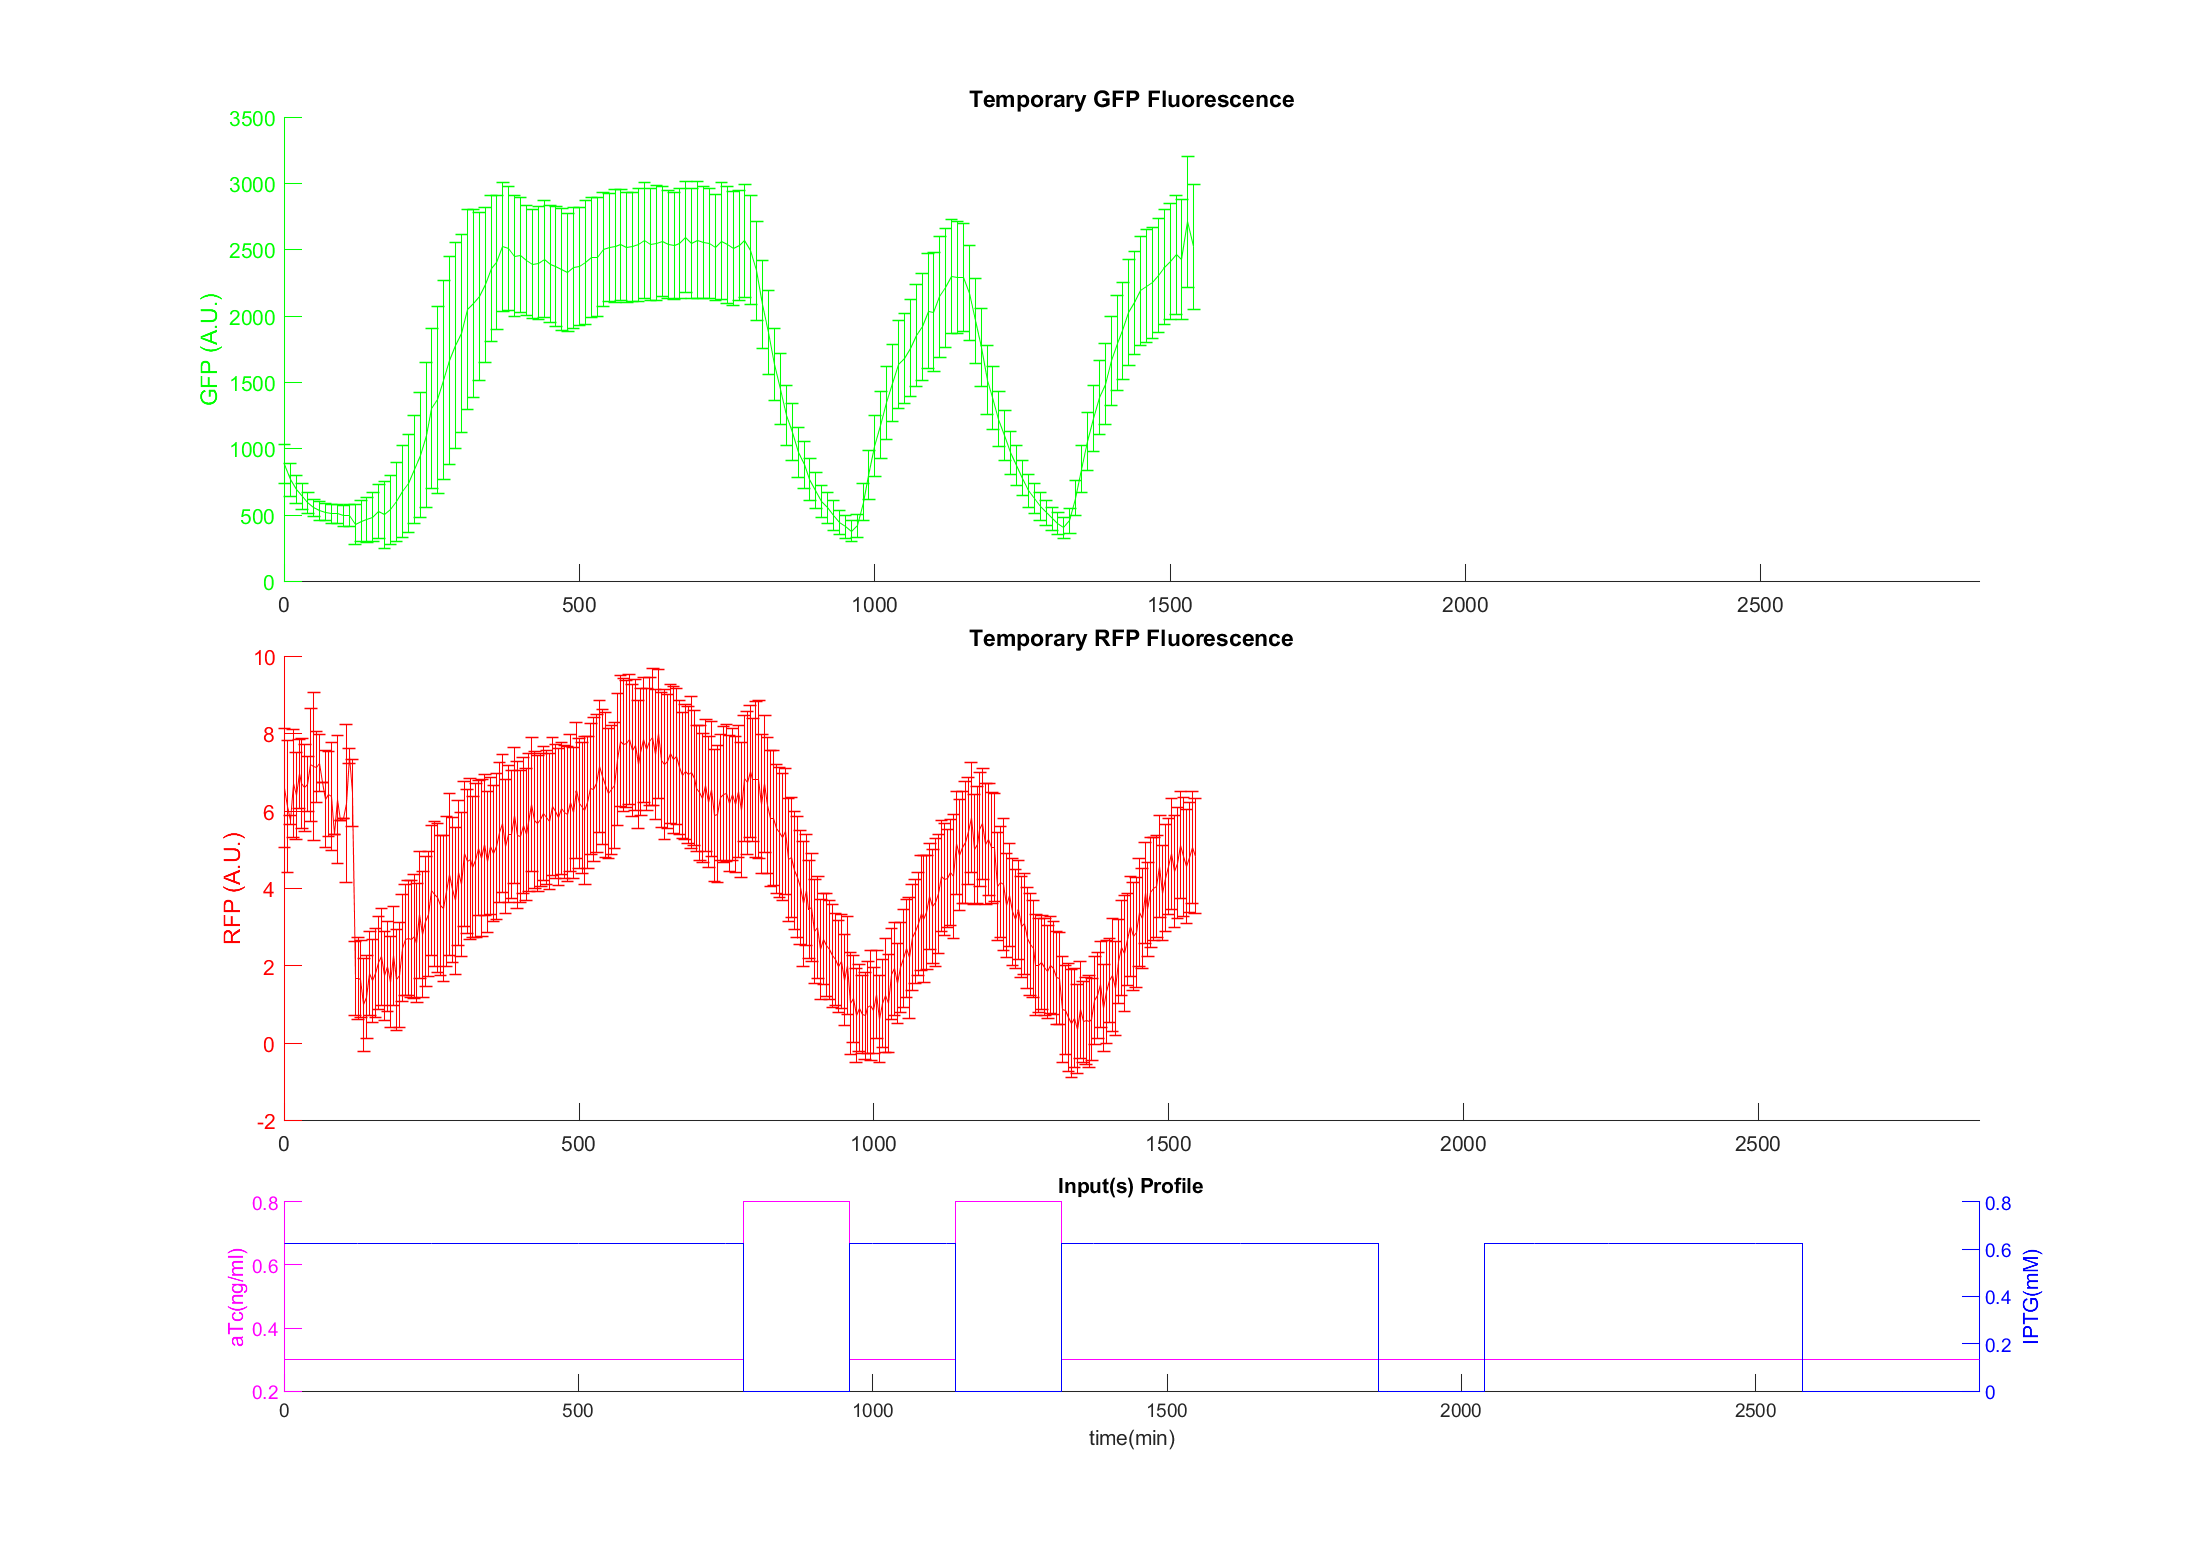 Temporary GFP Fluorescence
3500
3000
2500
2000
1500
1000
500
0
GFP (A.U.)
0 500 1000 1500 2000 2500
Temporary RFP Fluorescence
10
8
6
4
2
0
-2
RFP (A.U.)
0 500 1000 1500 2000 2500
Input(s) Profile
0.8
0.6
0.4
0.2
aTc(ng/ml)
0.8
0.6
0.4
0.2
0
IPTG(mM)
0 500 1000 1500 2000 2500
time(min)